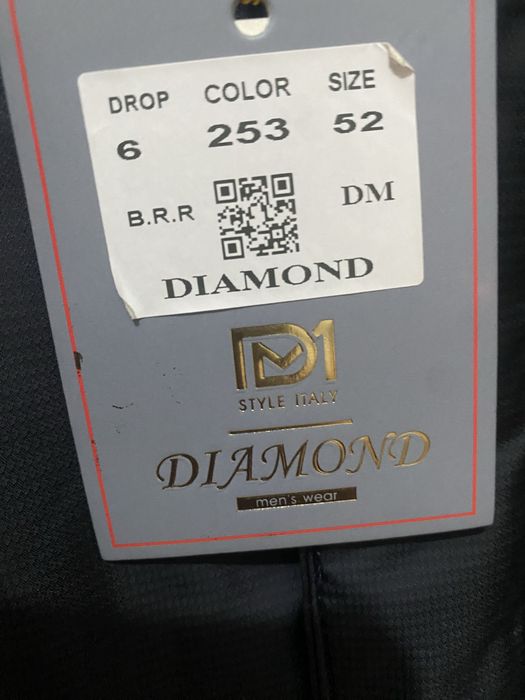 DROP COLOR SIZE
6 253 52
B.R.R DM
DIAMOND
DM
STYLE ITALY
DIAMOND
men's wear